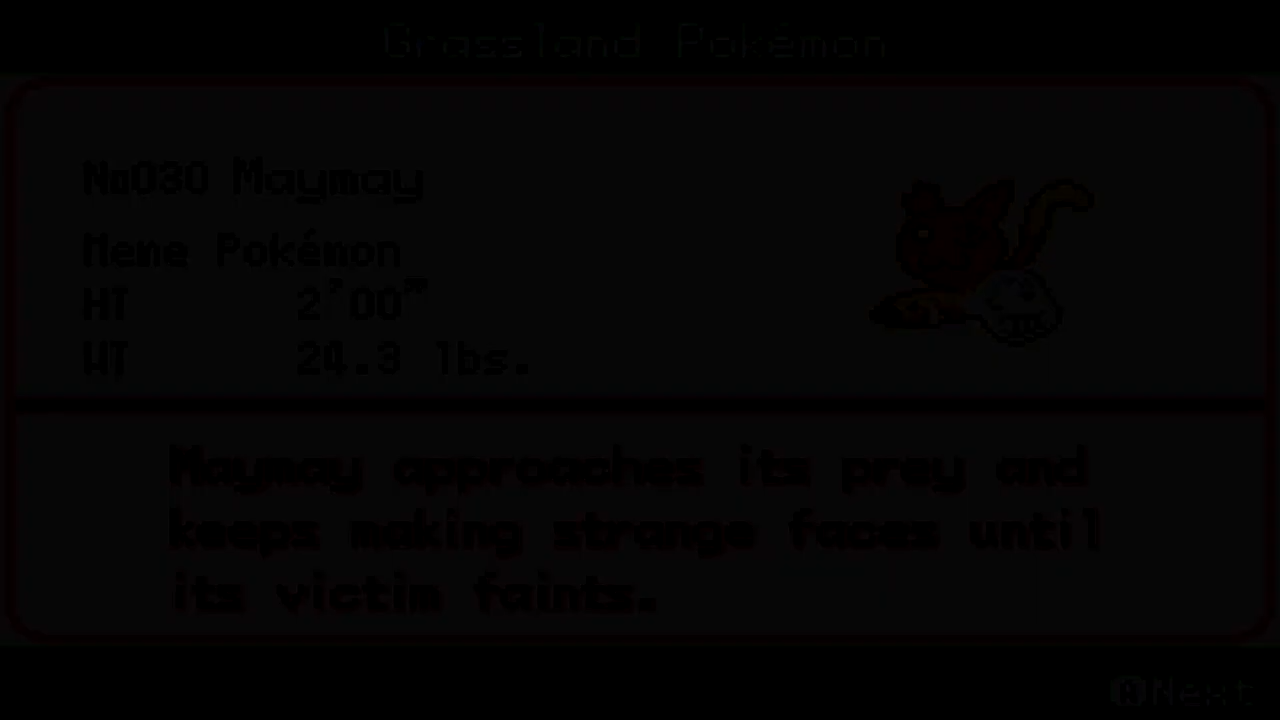 Grassland Pokémon
No030 Maymay
Meme Pokémon
HT 2'00"
WT 24.3 lbs.
Maymay approaches its prey and
keeps making strange faces until
its victim faints.
Next